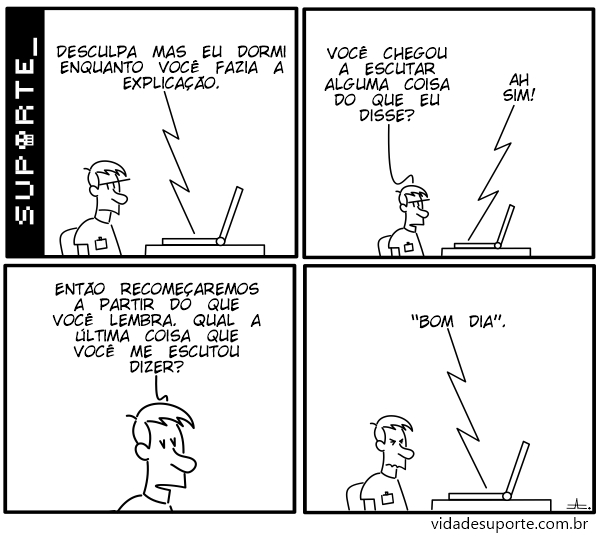 SUPORTE_
DESCULPA MAS EU DORMI
ENQUANTO VOCÊ FAZIA A
EXPLICAÇÃO.
VOCÊ CHEGOU
A ESCUTAR
ALGUMA COISA
DO QUE EU
DISSE?
AH
SIM!
ENTÃO RECOMEÇAREMOS
A PARTIR DO QUE
VOCÊ LEMBRA. QUAL A
ÚLTIMA COISA QUE
VOCÊ ME ESCUTOU
DIZER?
"BOM DIA".
vidadesuporte.com.br